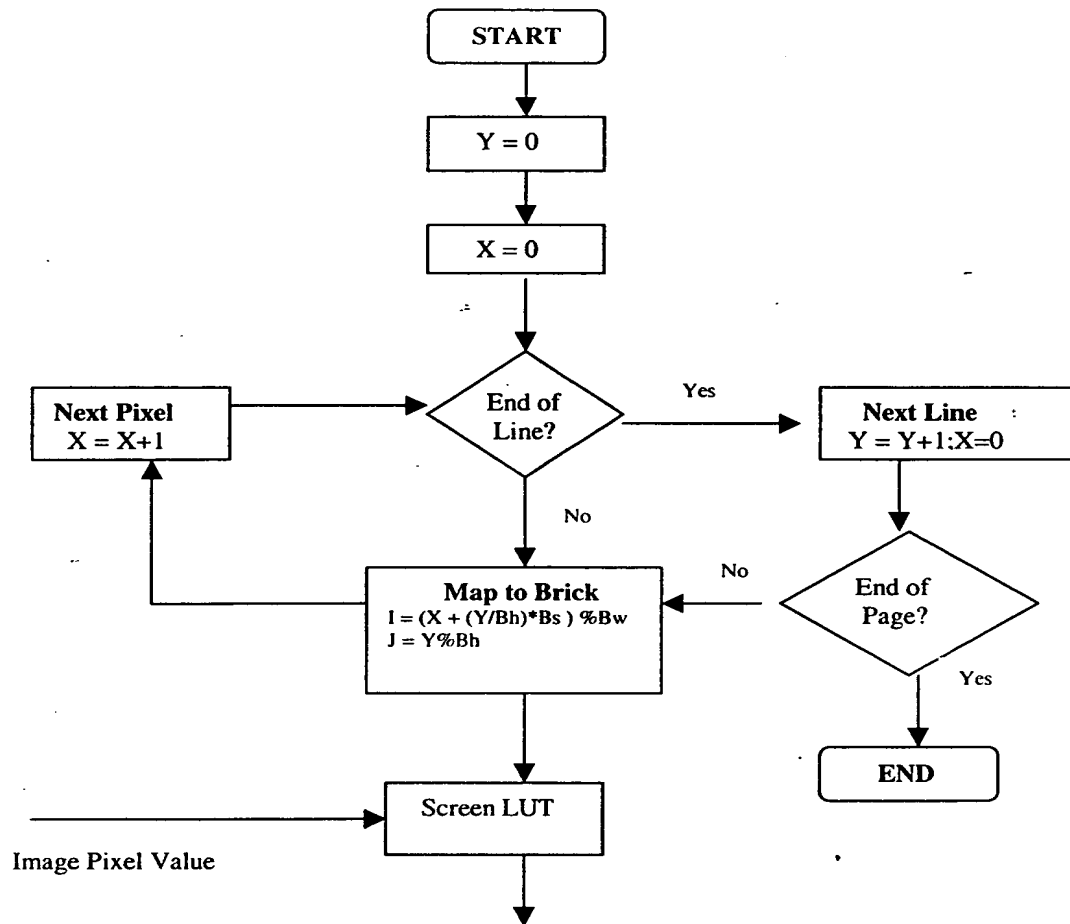 START
Y = 0
X = 0
End of
Line?
Yes
Next Pixel
X = X+1
Next Line
Y = Y+1;X=0
No
Map to Brick
I = (X + (Y/Bh)*Bs ) %Bw
J = Y%Bh
No
End of
Page?
Yes
END
Screen LUT
Image Pixel Value